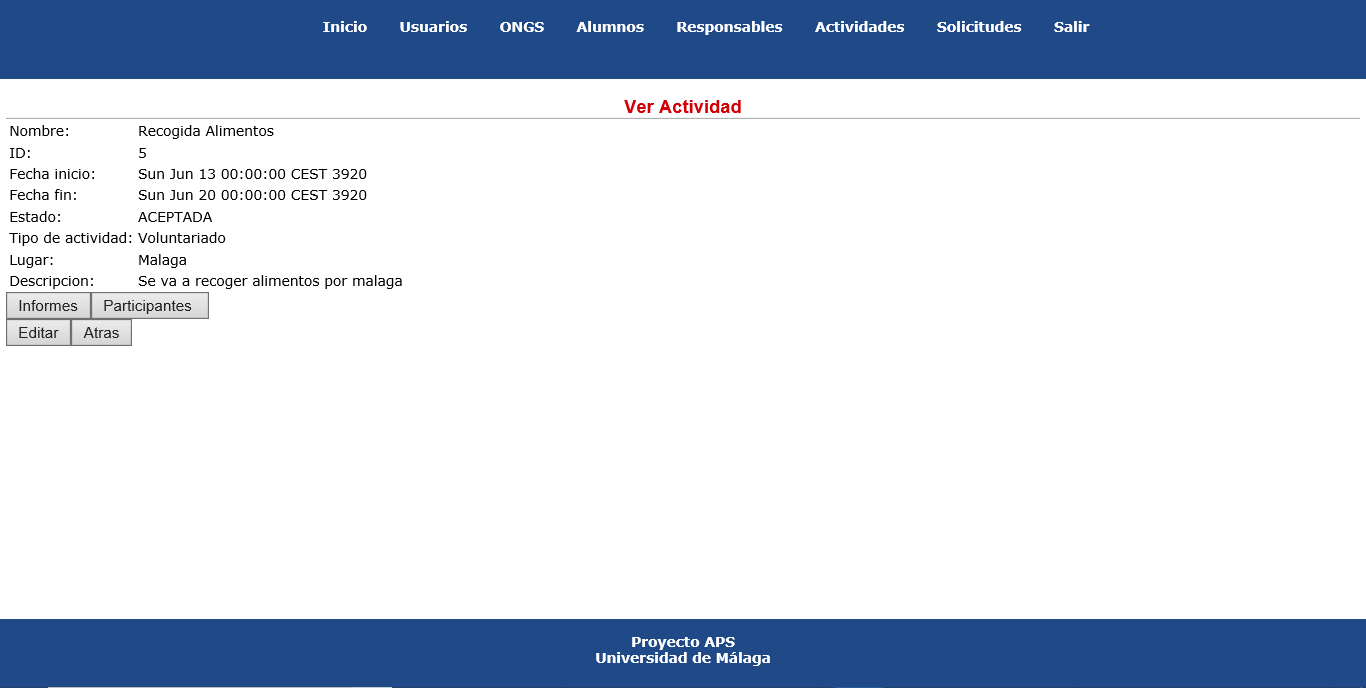 Inicio Usuarios ONGS Alumnos Responsables Actividades Solicitudes Salir
Ver Actividad
Nombre: Recogida Alimentos
ID: 5
Fecha inicio: Sun Jun 13 00:00:00 CEST 3920
Fecha fin: Sun Jun 20 00:00:00 CEST 3920
Estado: ACEPTADA
Tipo de actividad: Voluntariado
Lugar: Malaga
Descripcion: Se va a recoger alimentos por malaga
Informes Participantes
Editar Atras
Proyecto APS
Universidad de Málaga